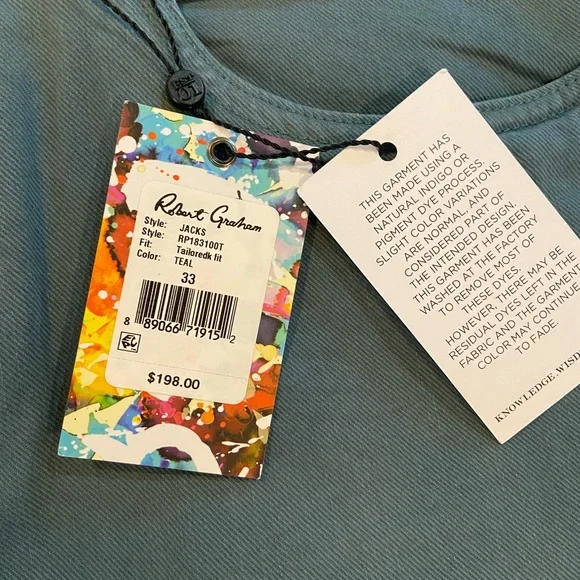 Robert Graham
Style: JACKS
Style: RP183100T
Fit: Tailoredk fit
Color: TEAL
33
8 89066 71915 2
$198.00
THIS GARMENT HAS
BEEN MADE USING A
NATURAL INDIGO OR
PIGMENT DYE PROCESS.
SLIGHT COLOR VARIATIONS
ARE NORMAL, AND
CONSIDERED PART OF
THE INTENDED DESIGN.
THIS GARMENT HAS BEEN
WASHED AT THE FACTORY
TO REMOVE MOST OF
THESE DYES.
HOWEVER, THERE MAY BE
RESIDUAL DYES LEFT IN THE
FABRIC AND THE GARMENT
COLOR MAY CONTINUE
TO FADE.
KNOWLEDGE.WISD